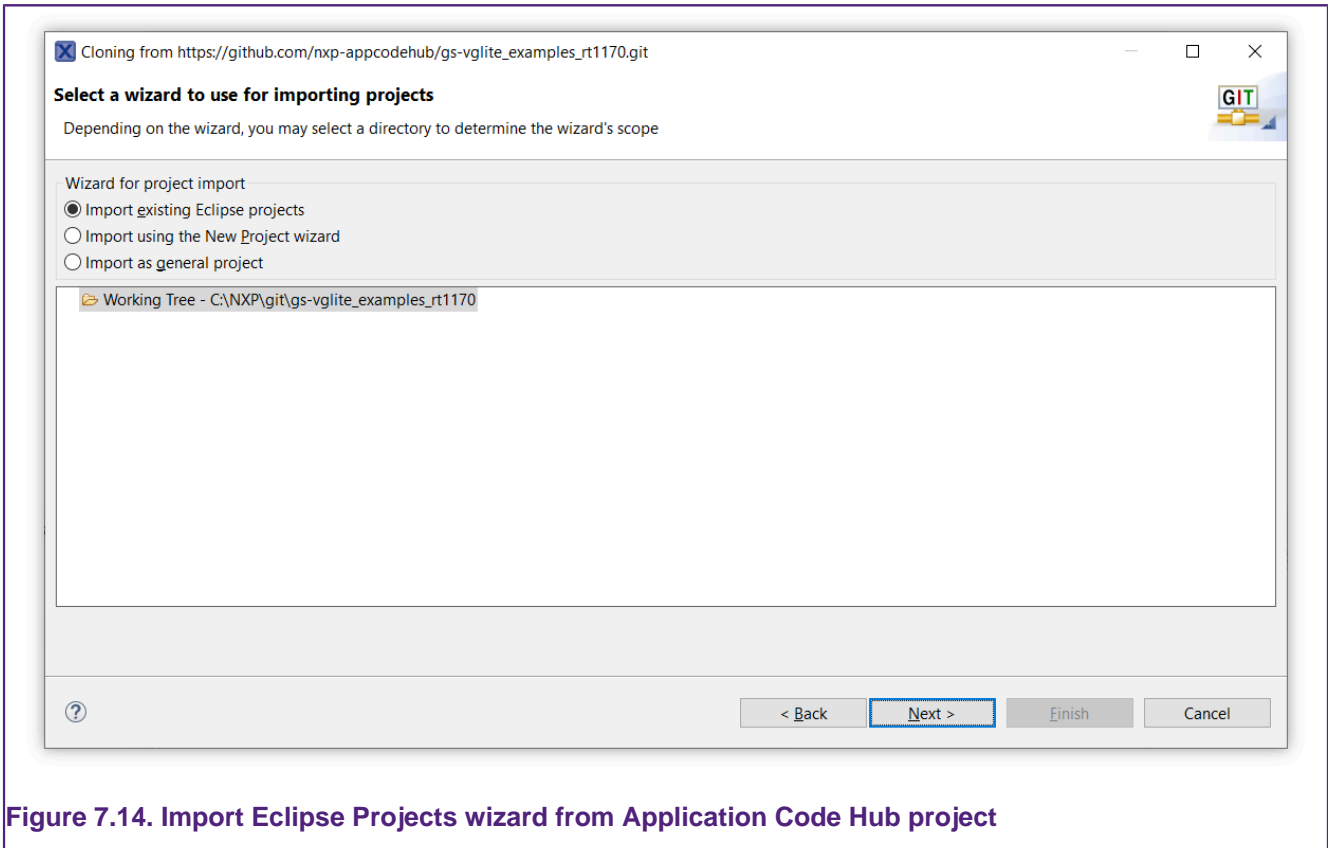 Cloning from https://github.com/nxp-appcodehub/gs-vglite_examples_rt1170.git
Select a wizard to use for importing projects
GIT
Depending on the wizard, you may select a directory to determine the wizard's scope
Wizard for project import
Import existing Eclipse projects
Import using the New Project wizard
Import as general project
Working Tree - C:\NXP\git\gs-vglite_examples_rt1170
? < Back Next > Finish Cancel
Figure 7.14. Import Eclipse Projects wizard from Application Code Hub project